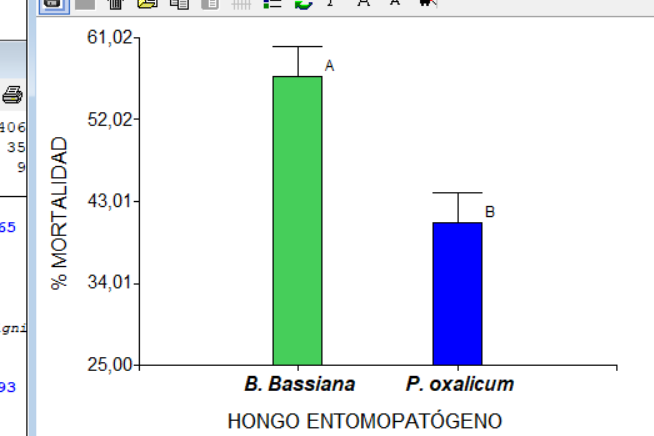 61,02
A
406
52,02
35
9
% MORTALIDAD
43,01
B
65
34,01
gni
25,00
93
B. Bassiana P. oxalicum
HONGO ENTOMOPATÓGENO